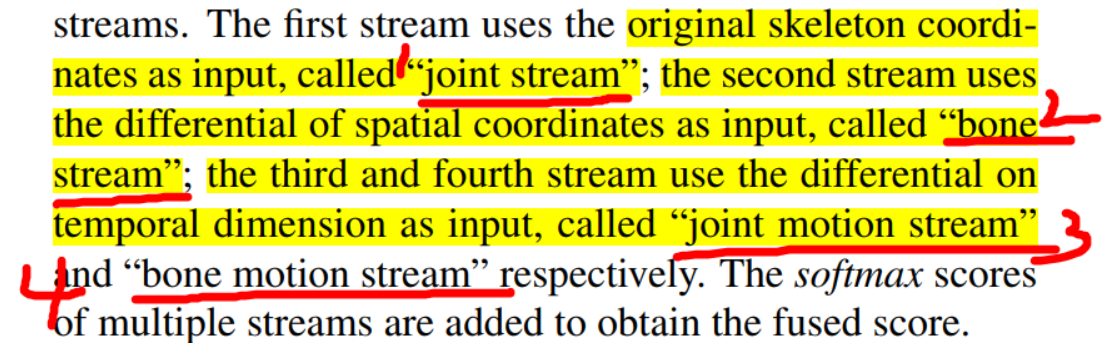 streams. The first stream uses the original skeleton coordi-
nates as input, called 1 “joint stream”; the second stream uses
the differential of spatial coordinates as input, called “bone 2
stream”; the third and fourth stream use the differential on
temporal dimension as input, called “joint motion stream” 3
4 and “bone motion stream” respectively. The softmax scores
of multiple streams are added to obtain the fused score.